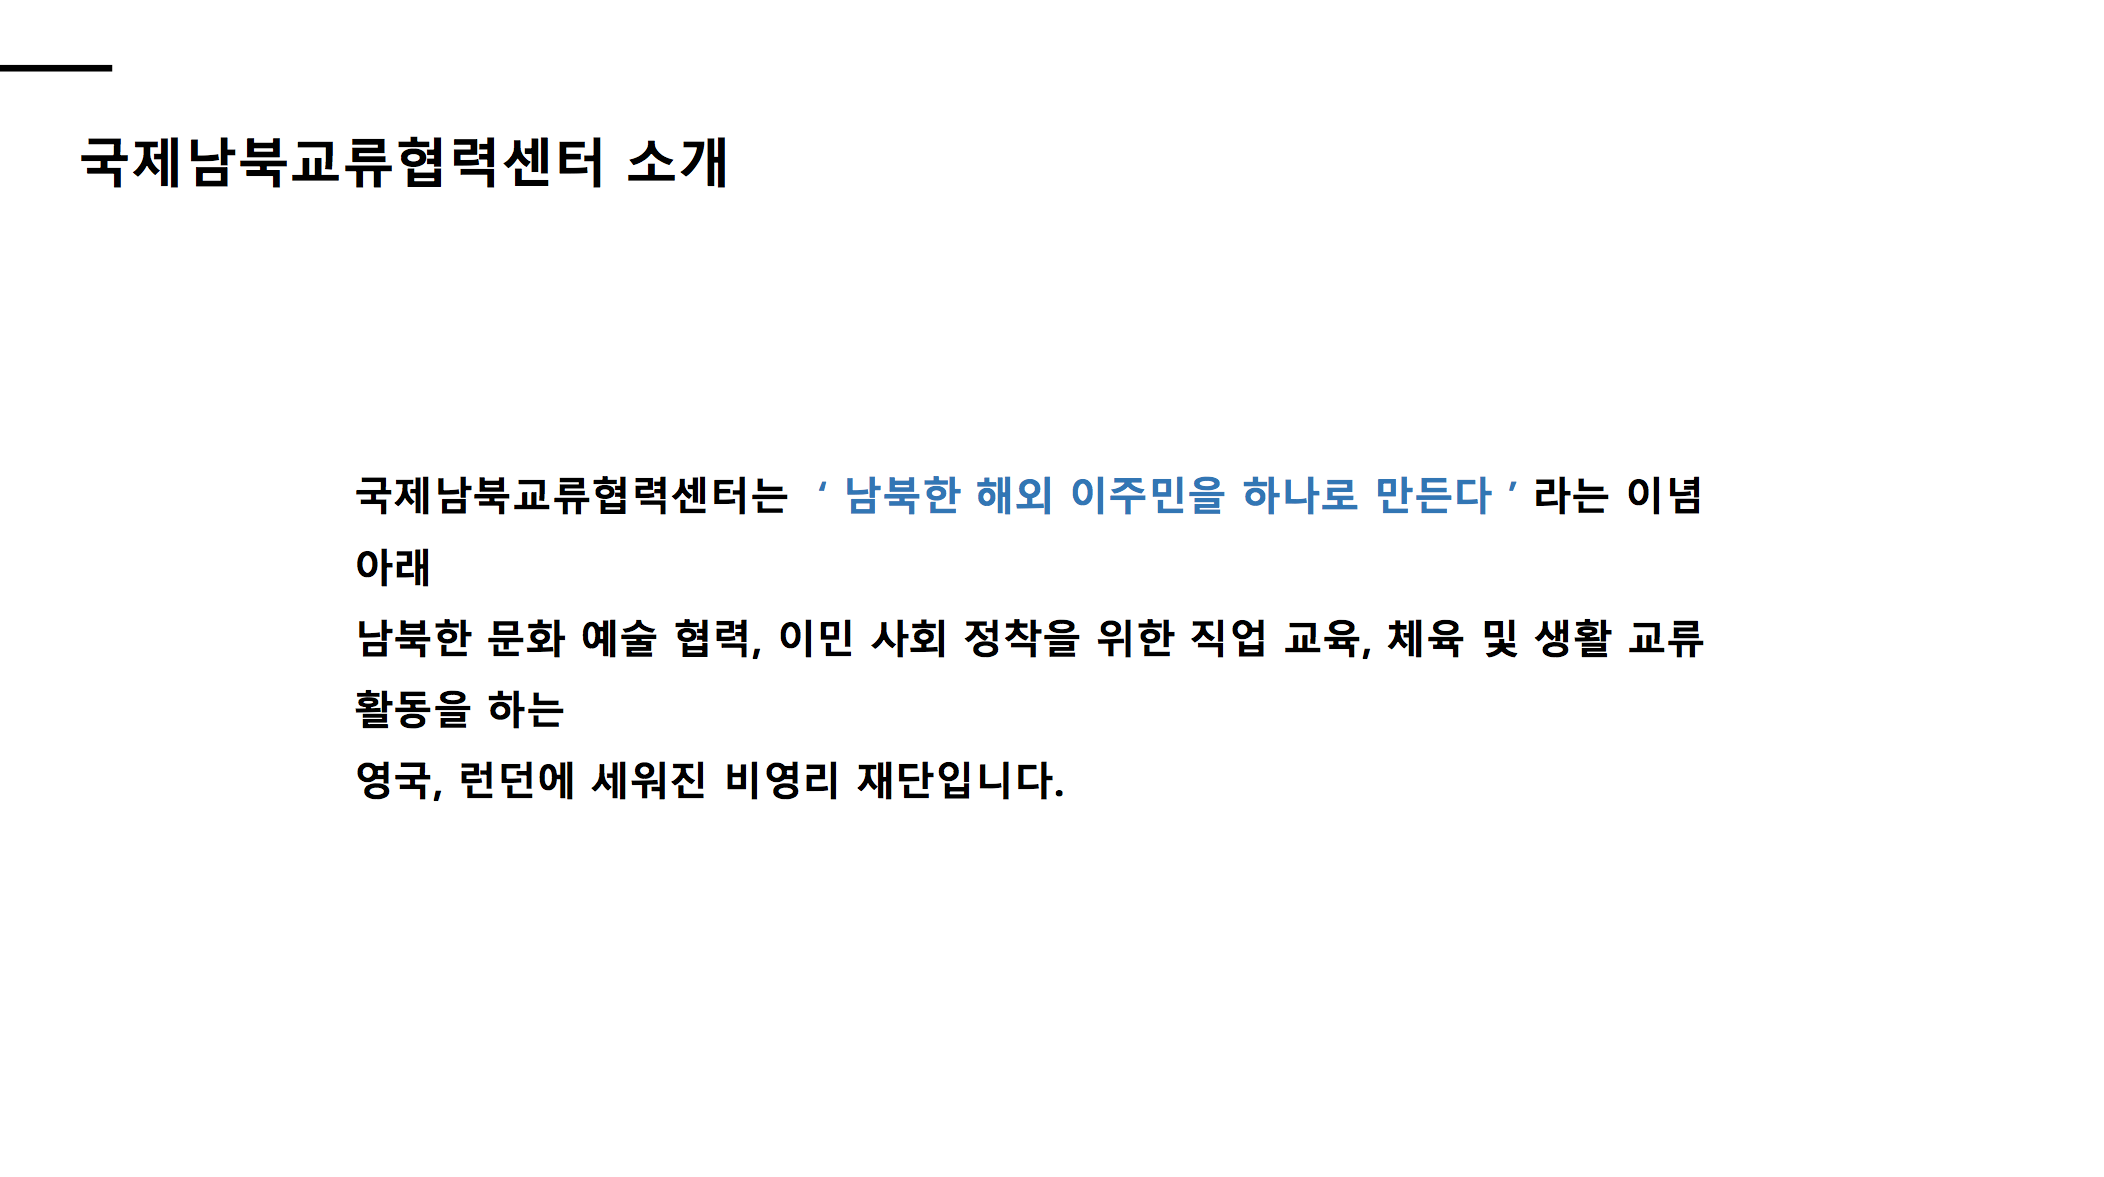 국제남북교류협력센터 소개
국제남북교류협력센터는 ‘ 남북한 해외 이주민을 하나로 만든다 ’ 라는 이념
아래
남북한 문화 예술 협력, 이민 사회 정착을 위한 직업 교육, 체육 및 생활 교류
활동을 하는
영국, 런던에 세워진 비영리 재단입니다.